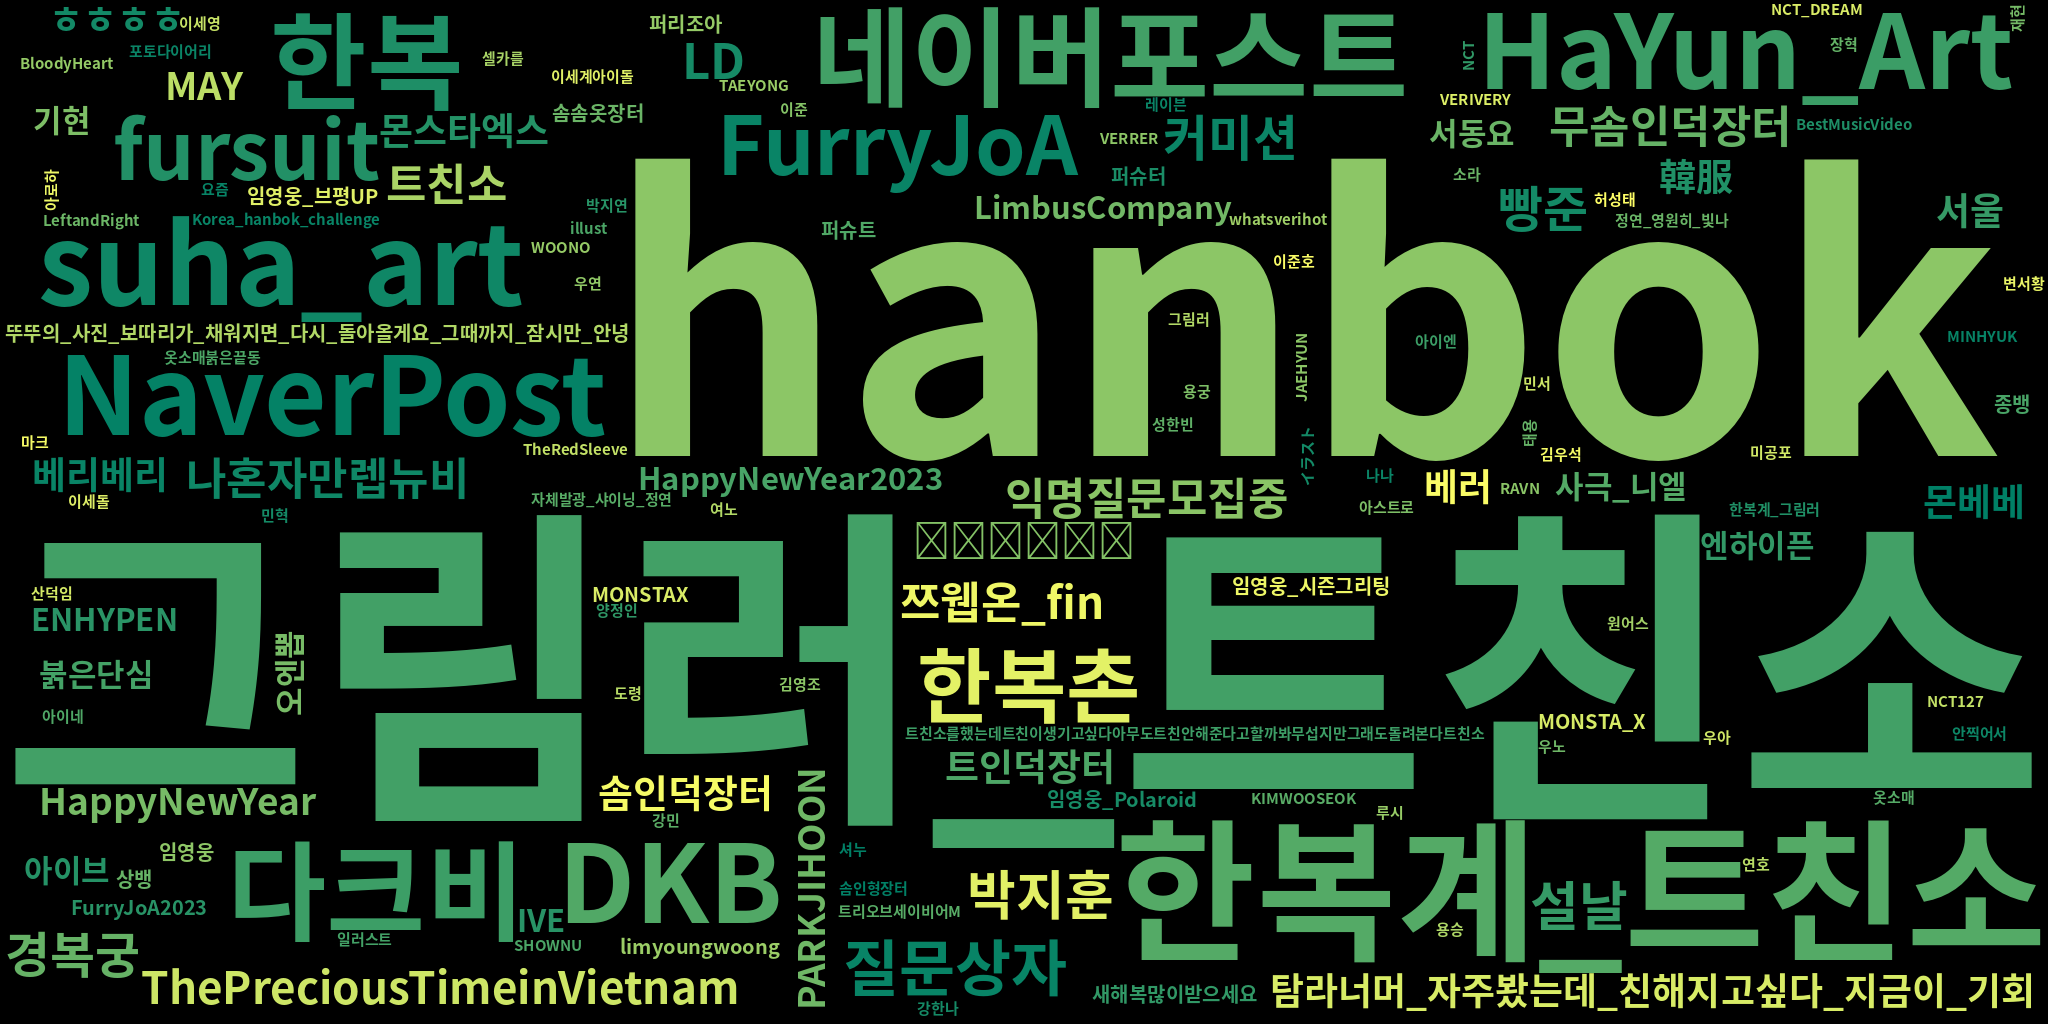 ㅎㅎㅎㅎ
이세영
BloodyHeart
포토다이어리
MAY
한복
셀카를
퍼리조아
LD
이세계아이돌
TAEYONG
네이버포스트
NCT_DREAM
HaYun_Art
재현
장혁
NCT
기현
fursuit
몬스타엑스
솜솜옷장터
이준
레이븐
VERIVERY
FurryJoA
VERRER
커미션
서동요
무솜인덕장터
BestMusicVideo
아로하
요즘
임영웅_브평UP
트친소
퍼슈터
소라
韓服
LeftandRight
Korea_hanbok_challenge
박지연
illust
LimbusCompany
whatsverihot
빵준
허성태
정연_영원히_빛나
서울
suha_art
WOONO
퍼슈트
우연
hanbok
이준호
변서황
그림러
아이엔
MINHYUK
뚜뚜의_사진_보따리가_채워지면_다시_돌아올게요_그때까지_잠시만_안녕
옷소매붉은끝동
NaverPost
JAEHYUN
용궁
민서
종뱅
성한빈
태용
마크
TheRedSleeve
イラスト
김우석
미공포
베리베리
나혼자만렙뉴비
HappyNewYear2023
익명질문모집중
나나
베러
RAVN
사극_니엘
몬베베
이세돌
민혁
자체발광_샤이닝_정연
여노
아스트로
한복계_그림러
엔하이픈
그림러_트친소
산덕임
ENHYPEN
MONSTAX
양정인
쯔웹온_fin
임영웅_시즌그리팅
원어스
오엔뿝
붉은단심
도령
김영조
한복촌
NCT127
아이네
트친소를했는데트친이생기고싶다아무도트친안해준다고할까봐무섭지만그래도돌려본다트친소
MONSTA_X
우노
우아
안찍어서
HappyNewYear
솜인덕장터
트인덕장터
임영웅_Polaroid
KIMWOOSEOK
루시
옷소매
강민
PARKJIHOON
임영웅
아이브
상뱅
다크비
DKB
셔누
한복계_트친소
연호
FurryJoA2023
IVE
솜인형장터
박지훈
설날
트리오브세이비어M
경복궁
일러스트
SHOWNU
limyoungwoong
질문상자
용승
ThePreciousTimeinVietnam
강한나
새해복많이받으세요
탐라너머_자주봤는데_친해지고싶다_지금이_기회